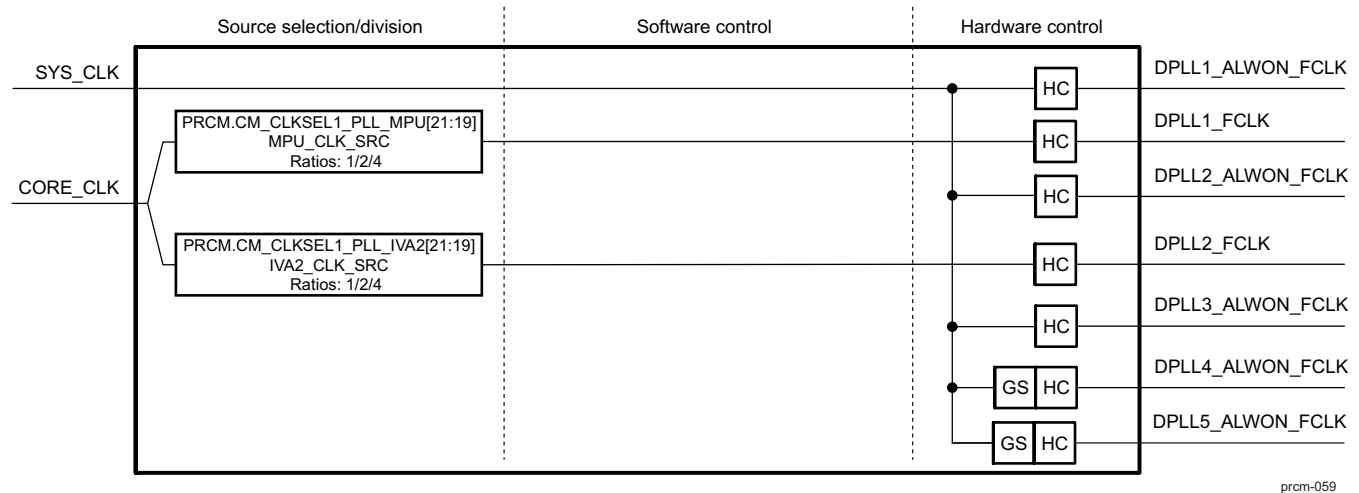 Source selection/division
Software control
Hardware control
SYS_CLK
HC
DPLL1_ALWON_FCLK
PRCM.CM_CLKSEL1_PLL_MPU[21:19]
MPU_CLK_SRC
Ratios: 1/2/4
HC
DPLL1_FCLK
CORE_CLK
HC
DPLL2_ALWON_FCLK
PRCM.CM_CLKSEL1_PLL_IVA2[21:19]
IVA2_CLK_SRC
Ratios: 1/2/4
HC
DPLL2_FCLK
HC
DPLL3_ALWON_FCLK
GS HC
DPLL4_ALWON_FCLK
GS HC
DPLL5_ALWON_FCLK
prcm-059